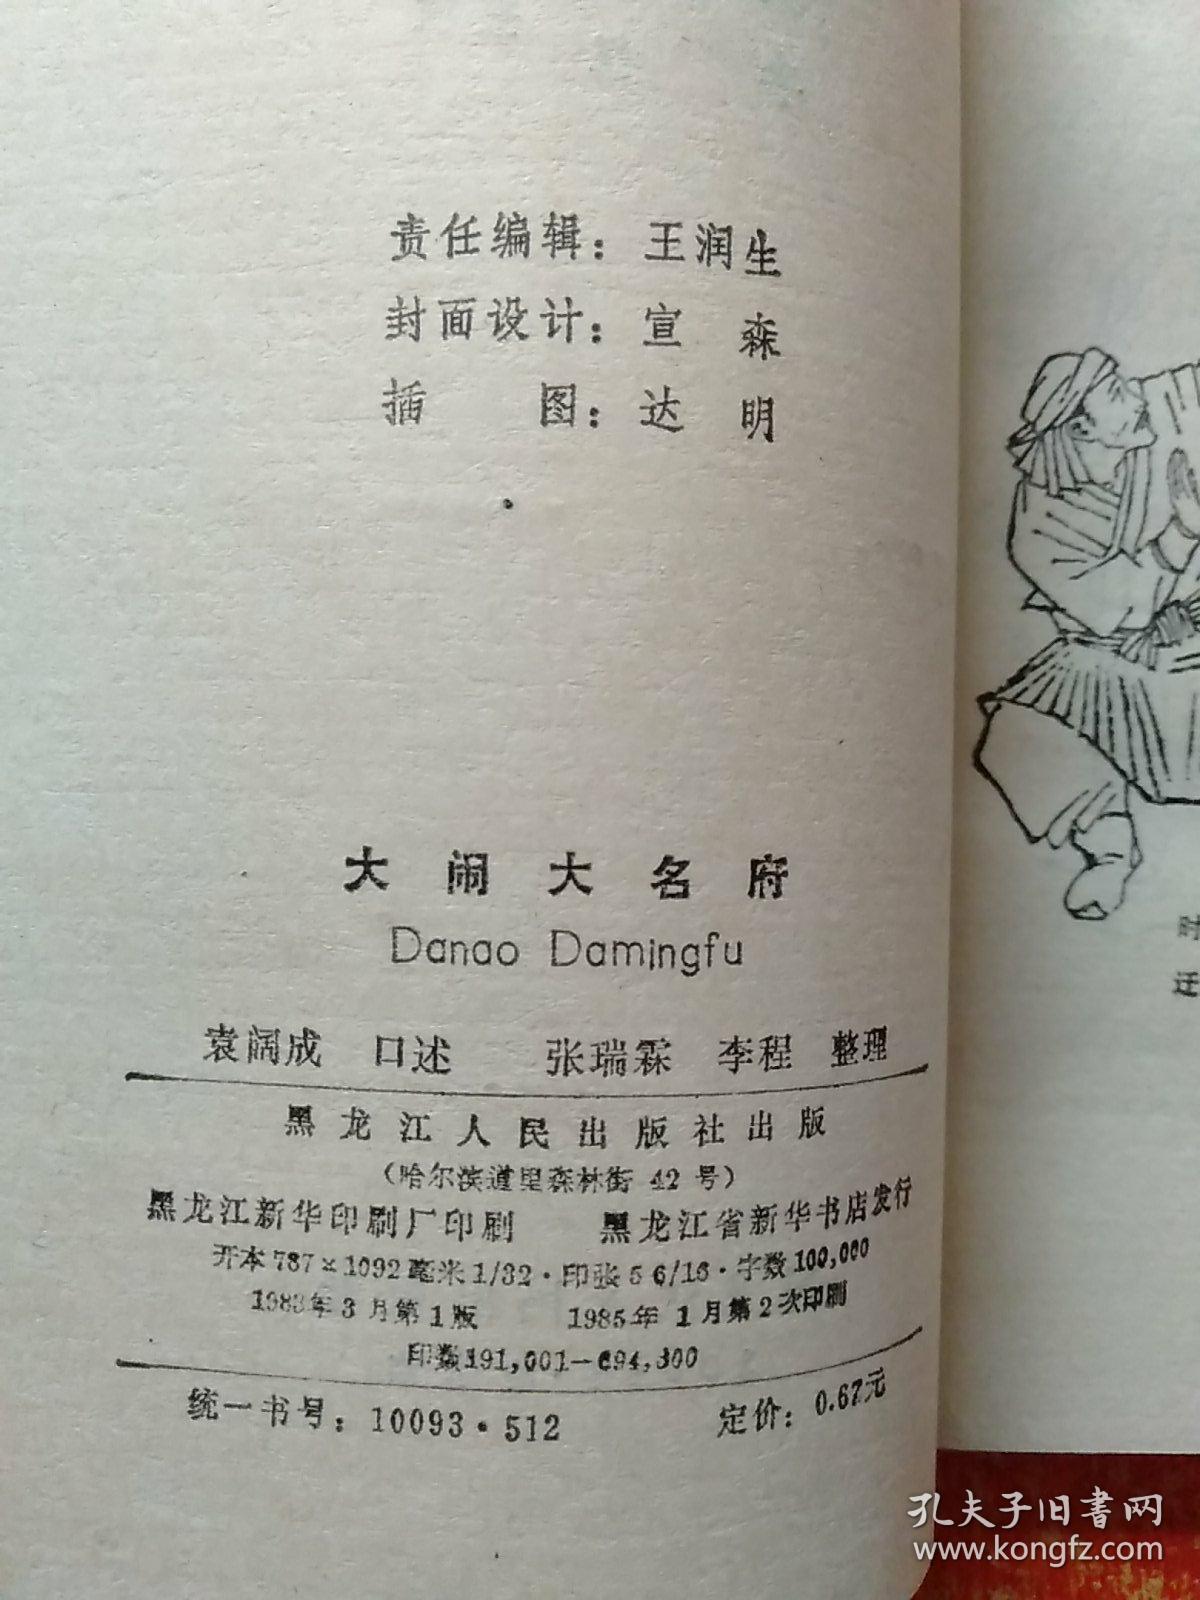 责任编辑：王润生
封面设计：宣 森
插 图：达 明
大闹大名府
Danao Damingfu
袁阔成 口述 张瑞霖 李程 整理
黑龙江人民出版社出版
（哈尔滨道里森林街 42 号）
黑龙江新华印刷厂印刷 黑龙江省新华书店发行
开本787×1092毫米1/32·印张5 6/16·字数100,000
1983年3月第1版 1985年1月第2次印刷
印数191,001—694,300
统一书号：10093·512 定价：0.67元
时
迁
孔夫子旧书网
www.kongfz.com